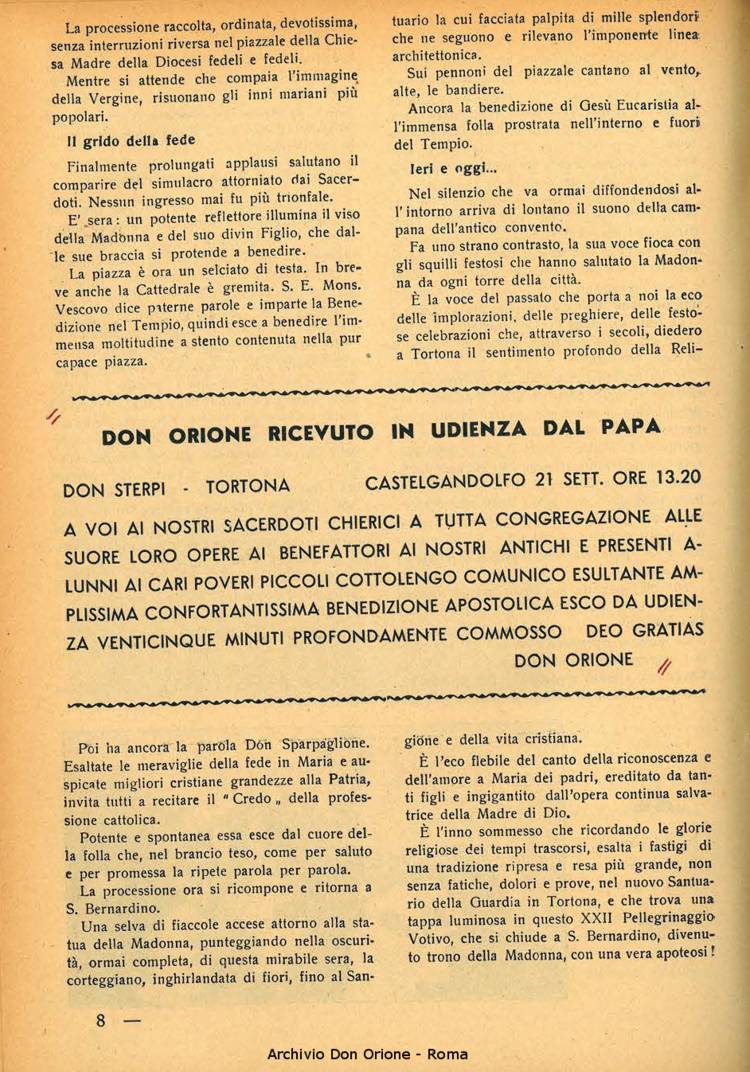 La processione raccolta, ordinata, devotissima,
senza interruzioni riversa nel piazzale della Chie-
sa Madre della Diocesi fedeli e fedeli.
Mentre si attende che compaia l'immagine
della Vergine, risuonano gli inni mariani più
popolari.
Il grido della fede
Finalmente prolungati applausi salutano il
comparire del simulacro attorniato dai Sacer-
doti. Nessun ingresso mai fu più trionfale.
E' sera : un potente reflettore illumina il viso
della Madonna e del suo divin Figlio, che dal-
le sue braccia si protende a benedire.
La piazza è ora un selciato di testa. In bre-
ve anche la Cattedrale è gremita. S. E. Mons.
Vescovo dice paterne parole e imparte la Bene-
dizione nel Tempio, quindi esce a benedire l'im-
mensa moltitudine a stento contenuta nella pur
capace piazza.
DON ORIONE RICEVUTO IN UDIENZA DAL PAPA
DON STERPI - TORTONA CASTELGANDOLFO 21 SETT. ORE 13.20
A VOI AI NOSTRI SACERDOTI CHIERICI A TUTTA CONGREGAZIONE ALLE
SUORE LORO OPERE AI BENEFATTORI AI NOSTRI ANTICHI E PRESENTI A-
LUNNI AI CARI POVERI PICCOLI COTTOLENGO COMUNICO ESULTANTE AM-
PLISSIMA CONFORTANTISSIMA BENEDIZIONE APOSTOLICA ESCO DA UDIEN-
ZA VENTICINQUE MINUTI PROFONDAMENTE COMMOSSO DEO GRATIAS
DON ORIONE
Poi ha ancora la parola Don Sparpaglione.
Esaltate le meraviglie della fede in Maria e au-
spicate migliori cristiane grandezze alla Patria,
invita tutti a recitare il " Credo „ della profes-
sione cattolica.
Potente e spontanea essa esce dal cuore del-
la folla che, nel brancio teso, come per saluto
e per promessa la ripete parola per parola.
La processione ora si ricompone e ritorna a
S. Bernardino.
Una selva di fiaccole accese attorno alla sta-
tua della Madonna, punteggiando nella oscuri-
tà, ormai completa, di questa mirabile sera, la
corteggiano, inghirlandata di fiori, fino al San-
tuario la cui facciata palpita di mille splendori
che ne seguono e rilevano l'imponente linea
architettonica.
Sui pennoni del piazzale cantano al vento,
alte, le bandiere.
Ancora la benedizione di Gesù Eucaristia al-
l'immensa folla prostrata nell'interno e fuori
del Tempio.
Ieri e oggi...
Nel silenzio che va ormai diffondendosi al-
l'intorno arriva di lontano il suono della cam-
pana dell'antico convento.
Fa uno strano contrasto, la sua voce fioca con
gli squilli festosi che hanno salutato la Madon-
na da ogni torre della città.
È la voce del passato che porta a noi la eco
delle implorazioni, delle preghiere, delle festo-
se celebrazioni che, attraverso i secoli, diedero
a Tortona il sentimento profondo della Reli-
gione e della vita cristiana.
È l'eco flebile del canto della riconoscenza e
dell'amore a Maria dei padri, ereditato da tan-
ti figli e ingigantito dall'opera continua salva-
trice della Madre di Dio.
È l'inno sommesso che ricordando le glorie
religiose dei tempi trascorsi, esalta i fastigi di
una tradizione ripresa e resa più grande, non
senza fatiche, dolori e prove, nel nuovo Santua-
rio della Guardia in Tortona, e che trova una
tappa luminosa in questo XXII Pellegrinaggio
Votivo, che si chiude a S. Bernardino, divenu-
to trono della Madonna, con una vera apoteosi !
8 —
Archivio Don Orione - Roma